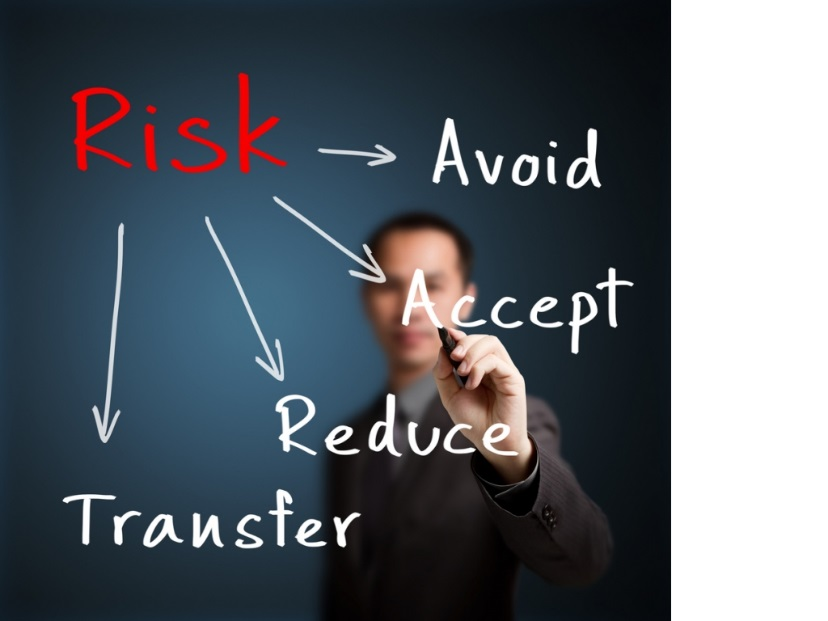 Risk
Avoid
Accept
Reduce
Transfer